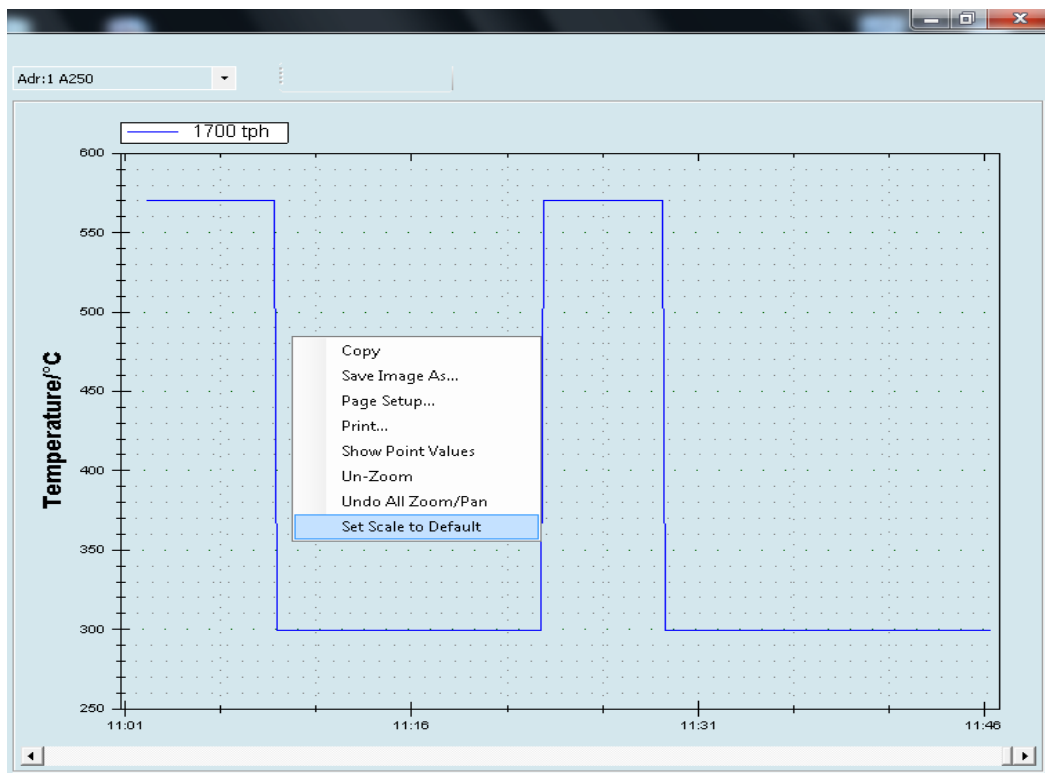 Adr:1 A250
1700 tph
600
550
500
450
400
350
300
250
Temperature/°C
Copy
Save Image As...
Page Setup...
Print...
Show Point Values
Un-Zoom
Undo All Zoom/Pan
Set Scale to Default
11:01
11:16
11:31
11:46